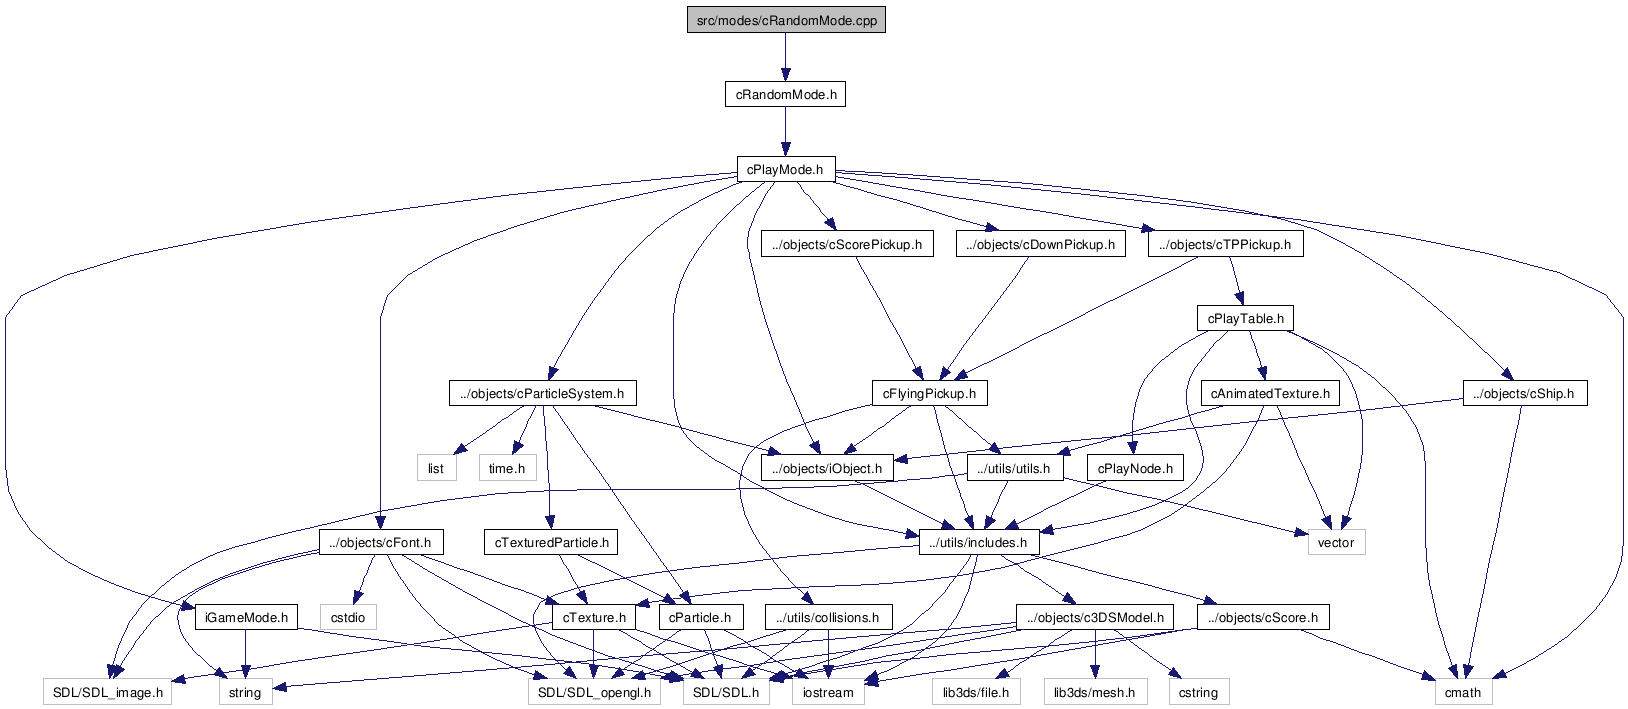 src/modes/cRandomMode.cpp
cRandomMode.h
cPlayMode.h
../objects/cScorePickup.h
../objects/cDownPickup.h
../objects/cTPPickup.h
cPlayTable.h
../objects/cParticleSystem.h
cFlyingPickup.h
cAnimatedTexture.h
../objects/cShip.h
list
time.h
../objects/iObject.h
../utils/utils.h
cPlayNode.h
../objects/cFont.h
cTexturedParticle.h
../utils/includes.h
vector
iGameMode.h
cstdio
cTexture.h
cParticle.h
../utils/collisions.h
../objects/c3DSModel.h
../objects/cScore.h
SDL/SDL_image.h
string
SDL/SDL_opengl.h
SDL/SDL.h
iostream
lib3ds/file.h
lib3ds/mesh.h
cstring
cmath